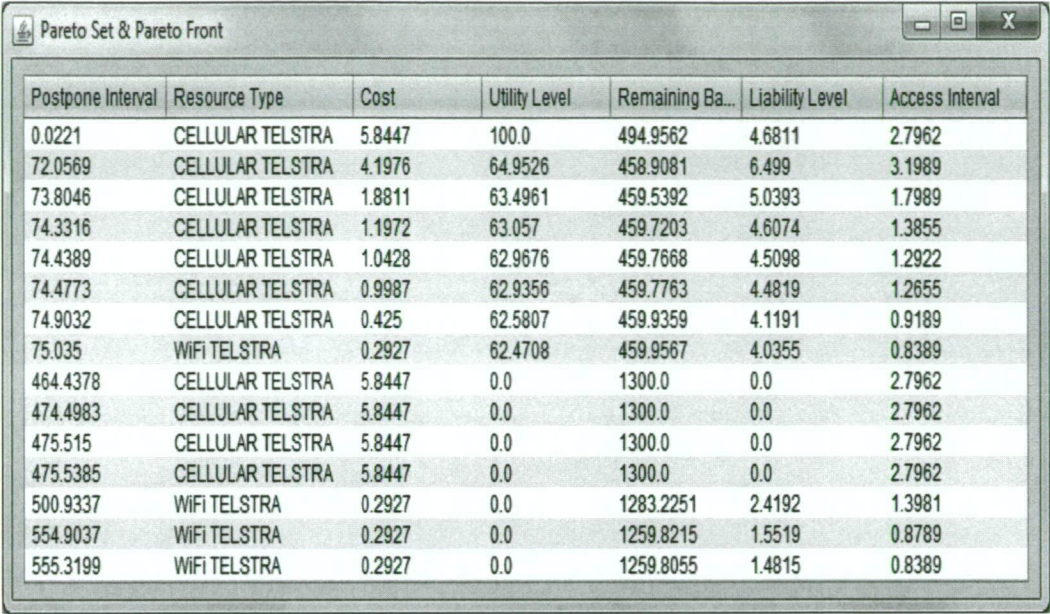 Pareto Set & Pareto Front
Postpone Interval Resource Type Cost Utility Level Remaining Ba... Liability Level Access Interval
0.0221 CELLULAR TELSTRA 5.8447 100.0 494.9562 4.6811 2.7962
72.0569 CELLULAR TELSTRA 4.1976 64.9526 458.9081 6.499 3.1989
73.8046 CELLULAR TELSTRA 1.8811 63.4961 459.5392 5.0393 1.7989
74.3316 CELLULAR TELSTRA 1.1972 63.057 459.7203 4.6074 1.3855
74.4389 CELLULAR TELSTRA 1.0428 62.9676 459.7668 4.5098 1.2922
74.4773 CELLULAR TELSTRA 0.9987 62.9356 459.7763 4.4819 1.2655
74.9032 CELLULAR TELSTRA 0.425 62.5807 459.9359 4.1191 0.9189
75.035 WiFi TELSTRA 0.2927 62.4708 459.9567 4.0355 0.8389
464.4378 CELLULAR TELSTRA 5.8447 0.0 1300.0 0.0 2.7962
474.4983 CELLULAR TELSTRA 5.8447 0.0 1300.0 0.0 2.7962
475.515 CELLULAR TELSTRA 5.8447 0.0 1300.0 0.0 2.7962
475.5385 CELLULAR TELSTRA 5.8447 0.0 1300.0 0.0 2.7962
500.9337 WiFi TELSTRA 0.2927 0.0 1283.2251 2.4192 1.3981
554.9037 WiFi TELSTRA 0.2927 0.0 1259.8215 1.5519 0.8789
555.3199 WiFi TELSTRA 0.2927 0.0 1259.8055 1.4815 0.8389